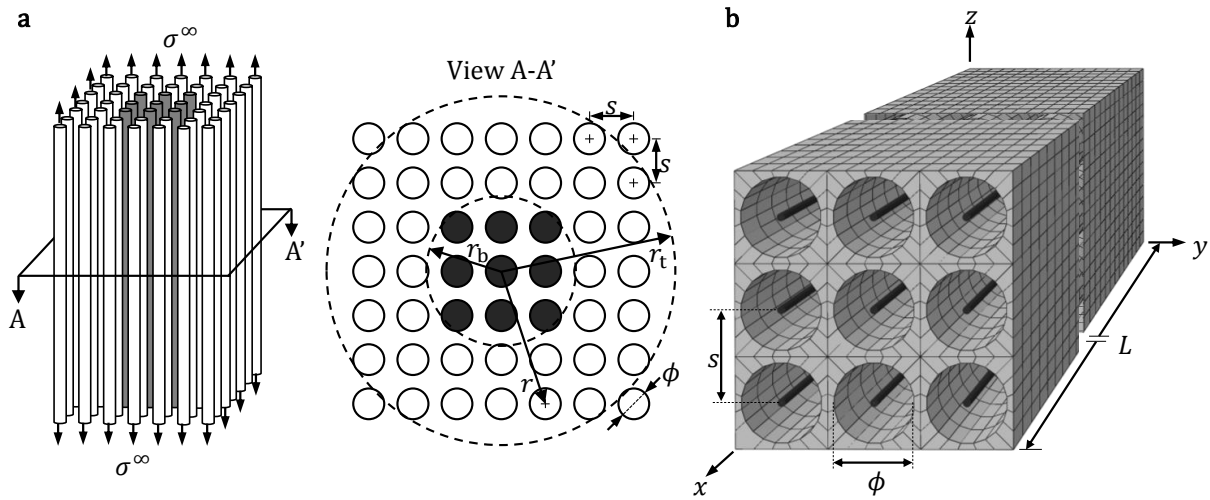 a
σ∞
A
A'
σ∞
View A-A'
s
s
r_b
r_t
r
ϕ
b
z
y
x
s
ϕ
L